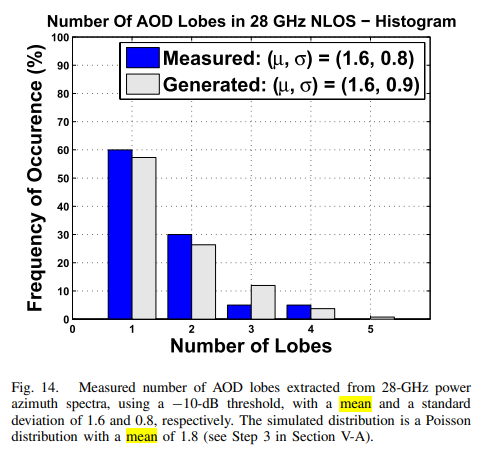 Number Of AOD Lobes in 28 GHz NLOS − Histogram
Measured: (μ, σ) = (1.6, 0.8)
Generated: (μ, σ) = (1.6, 0.9)
Frequency of Occurence (%)
100
90
80
70
60
50
40
30
20
10
0
0
1
2
3
4
5
Number of Lobes
Fig. 14. Measured number of AOD lobes extracted from 28-GHz power
azimuth spectra, using a −10-dB threshold, with a mean and a standard
deviation of 1.6 and 0.8, respectively. The simulated distribution is a Poisson
distribution with a mean of 1.8 (see Step 3 in Section V-A).